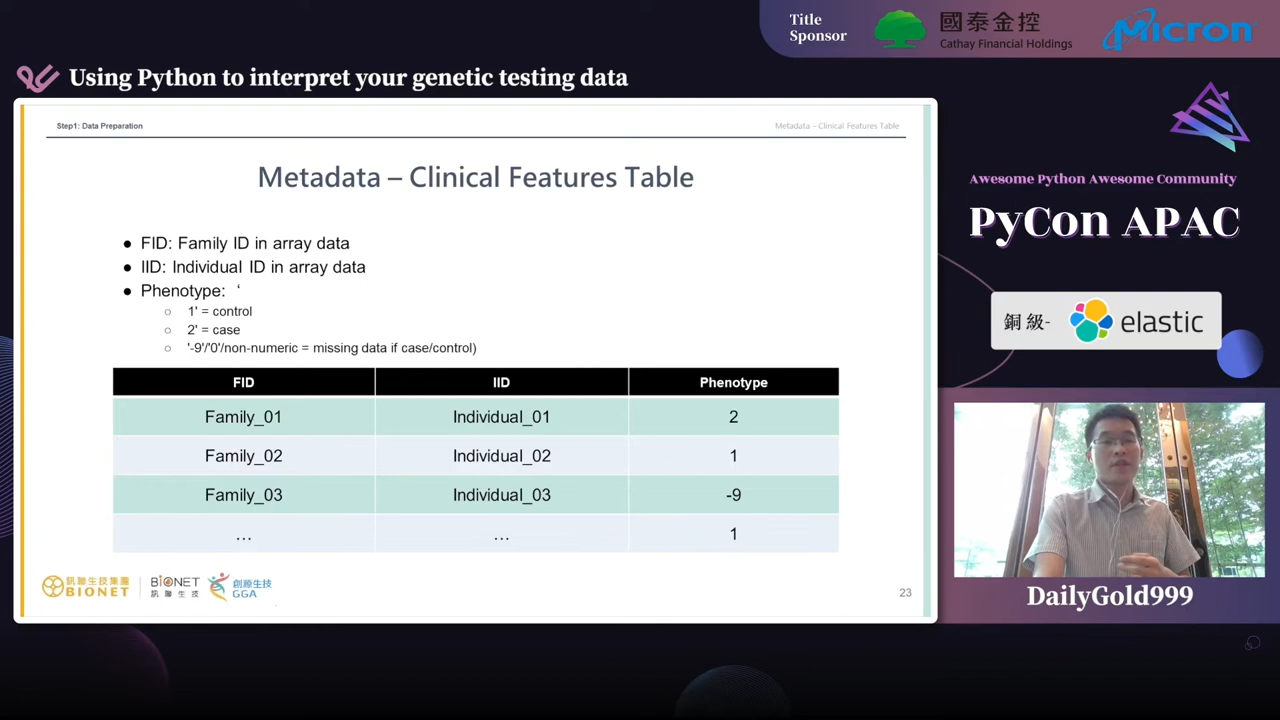 Title
Sponsor
國泰金控
Cathay Financial Holdings
Micron
Using Python to interpret your genetic testing data
Step1: Data Preparation
Metadata – Clinical Features Table
Metadata – Clinical Features Table
● FID: Family ID in array data
● IID: Individual ID in array data
● Phenotype: ‘
○ 1' = control
○ 2' = case
○ '-9'/'0'/non-numeric = missing data if case/control)
FID IID Phenotype
Family_01 Individual_01 2
Family_02 Individual_02 1
Family_03 Individual_03 -9
… … 1
訊聯生技集團
BIONET
BIONET
訊聯生技
創源生技
GGA
23
Awesome Python Awesome Community
PyCon APAC
銅級- elastic
DailyGold999